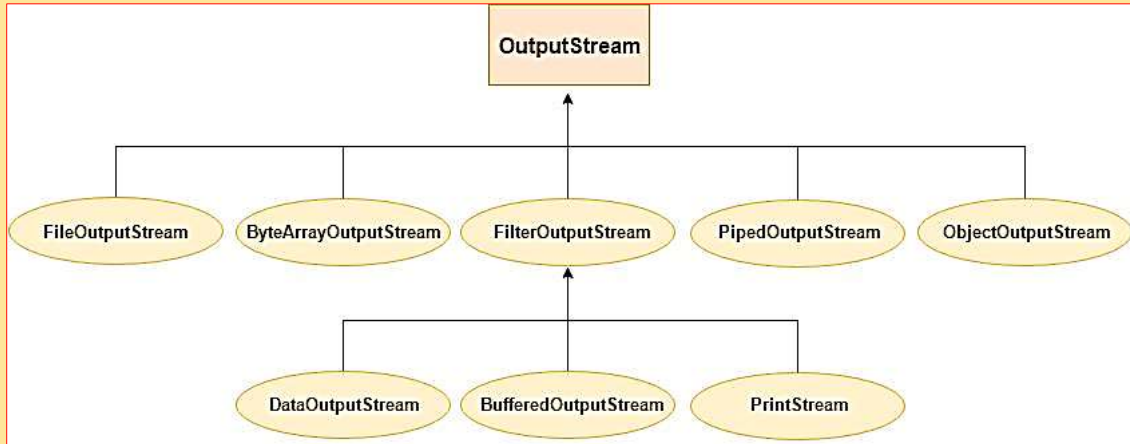 OutputStream
FileOutputStream
ByteArrayOutputStream
FilterOutputStream
PipedOutputStream
ObjectOutputStream
DataOutputStream
BufferedOutputStream
PrintStream